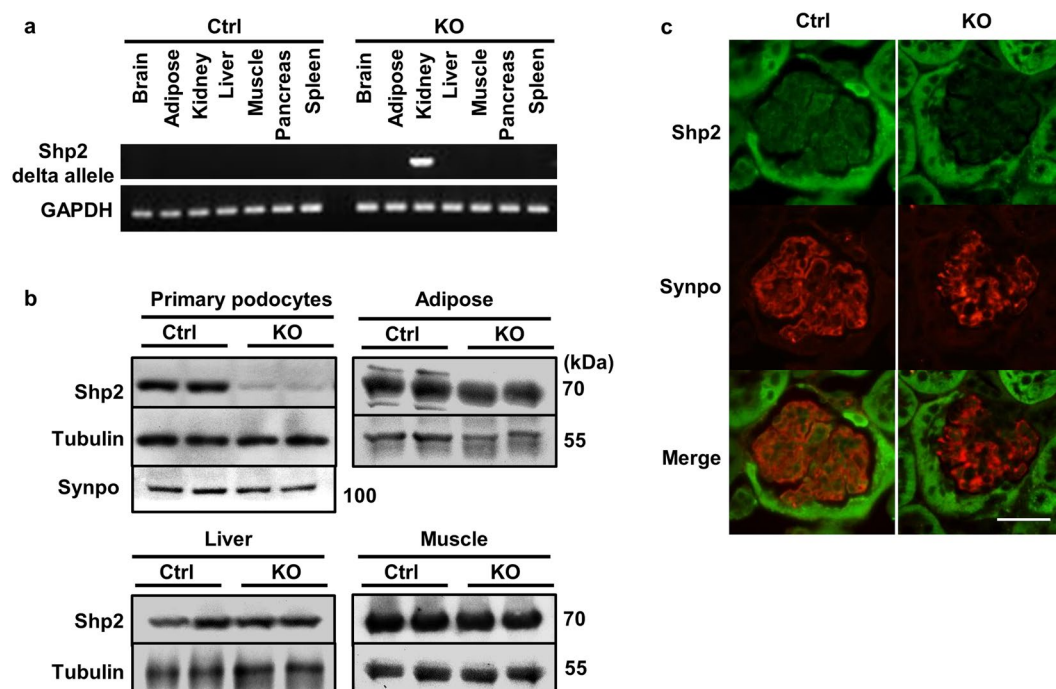 a
Ctrl KO
Brain Adipose Kidney Liver Muscle Pancreas Spleen Brain Adipose Kidney Liver Muscle Pancreas Spleen
Shp2
delta allele
GAPDH
b
Primary podocytes Adipose
Ctrl KO Ctrl KO
(kDa)
Shp2 70
Tubulin 55
Synpo 100
Liver Muscle
Ctrl KO Ctrl KO
Shp2 70
Tubulin 55
c
Ctrl KO
Shp2
Synpo
Merge